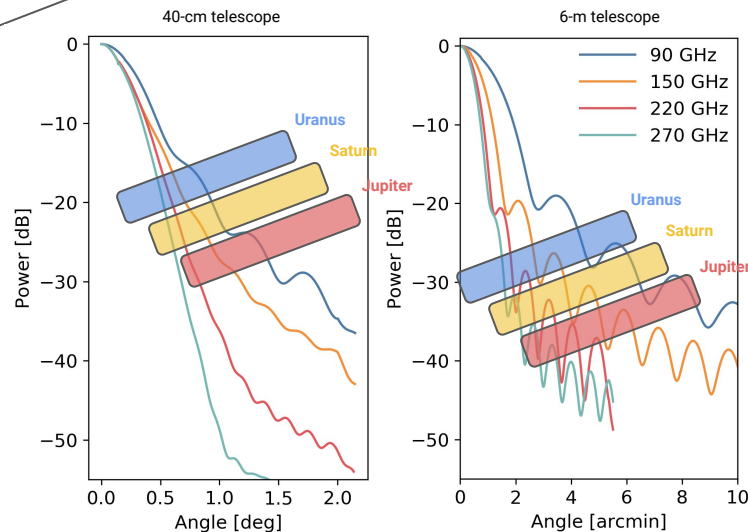 40-cm telescope
6-m telescope
0
−10
−20
−30
−40
−50
Power [dB]
0.0 0.5 1.0 1.5 2.0
Angle [deg]
Uranus
Saturn
Jupiter
0
−10
−20
−30
−40
−50
Power [dB]
0 2 4 6 8 10
Angle [arcmin]
90 GHz
150 GHz
220 GHz
270 GHz
Uranus
Saturn
Jupiter